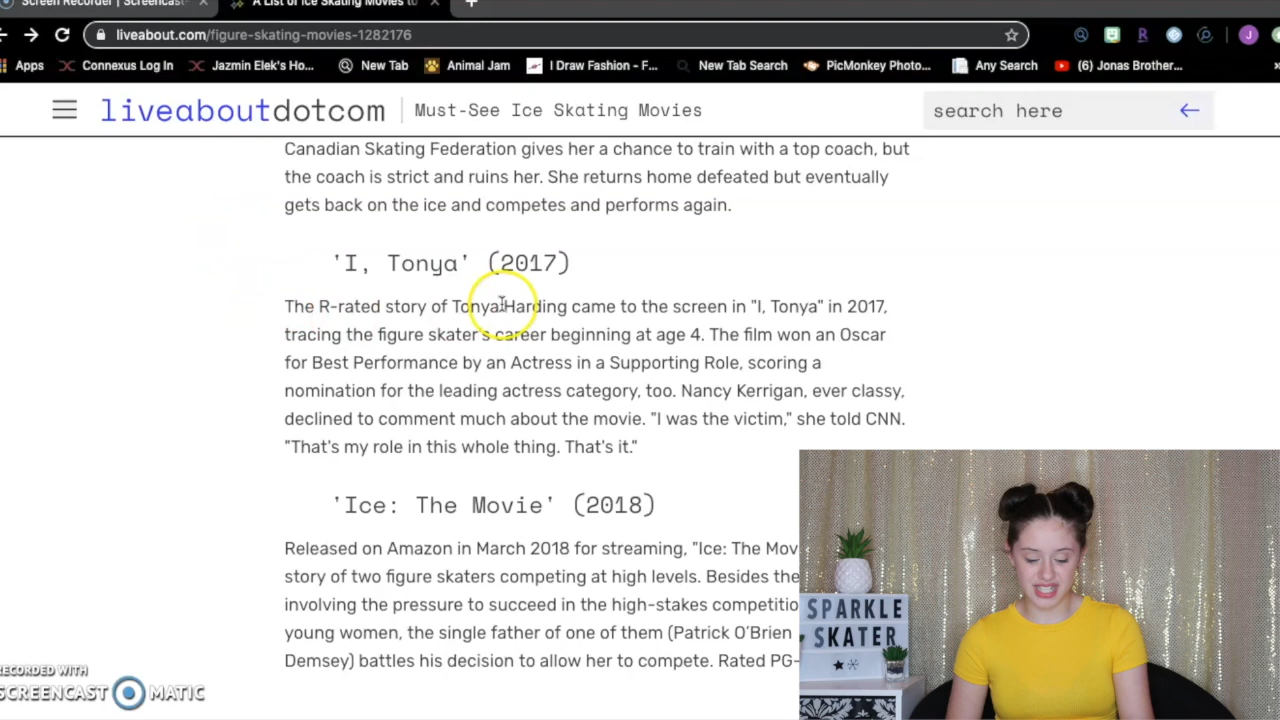 Screen Recorder | Screencast-
A List of Ice Skating Movies to
liveabout.com/figure-skating-movies-1282176
J
Apps
Connexus Log In
Jazmin Elek's Ho...
New Tab
Animal Jam
I Draw Fashion - F...
New Tab Search
PicMonkey Photo...
Any Search
(6) Jonas Brother...
liveaboutdotcom
Must-See Ice Skating Movies
search here
Canadian Skating Federation gives her a chance to train with a top coach, but
the coach is strict and ruins her. She returns home defeated but eventually
gets back on the ice and competes and performs again.
'I, Tonya' (2017)
The R-rated story of Tonya Harding came to the screen in "I, Tonya" in 2017,
tracing the figure skater's career beginning at age 4. The film won an Oscar
for Best Performance by an Actress in a Supporting Role, scoring a
nomination for the leading actress category, too. Nancy Kerrigan, ever classy,
declined to comment much about the movie. "I was the victim," she told CNN.
"That's my role in this whole thing. That's it."
'Ice: The Movie' (2018)
Released on Amazon in March 2018 for streaming, "Ice: The Mov
story of two figure skaters competing at high levels. Besides the
involving the pressure to succeed in the high-stakes competitio
young women, the single father of one of them (Patrick O'Brien
Demsey) battles his decision to allow her to compete. Rated PG-
SPARKLE
SKATER
RECORDED WITH
SCREENCAST MATIC